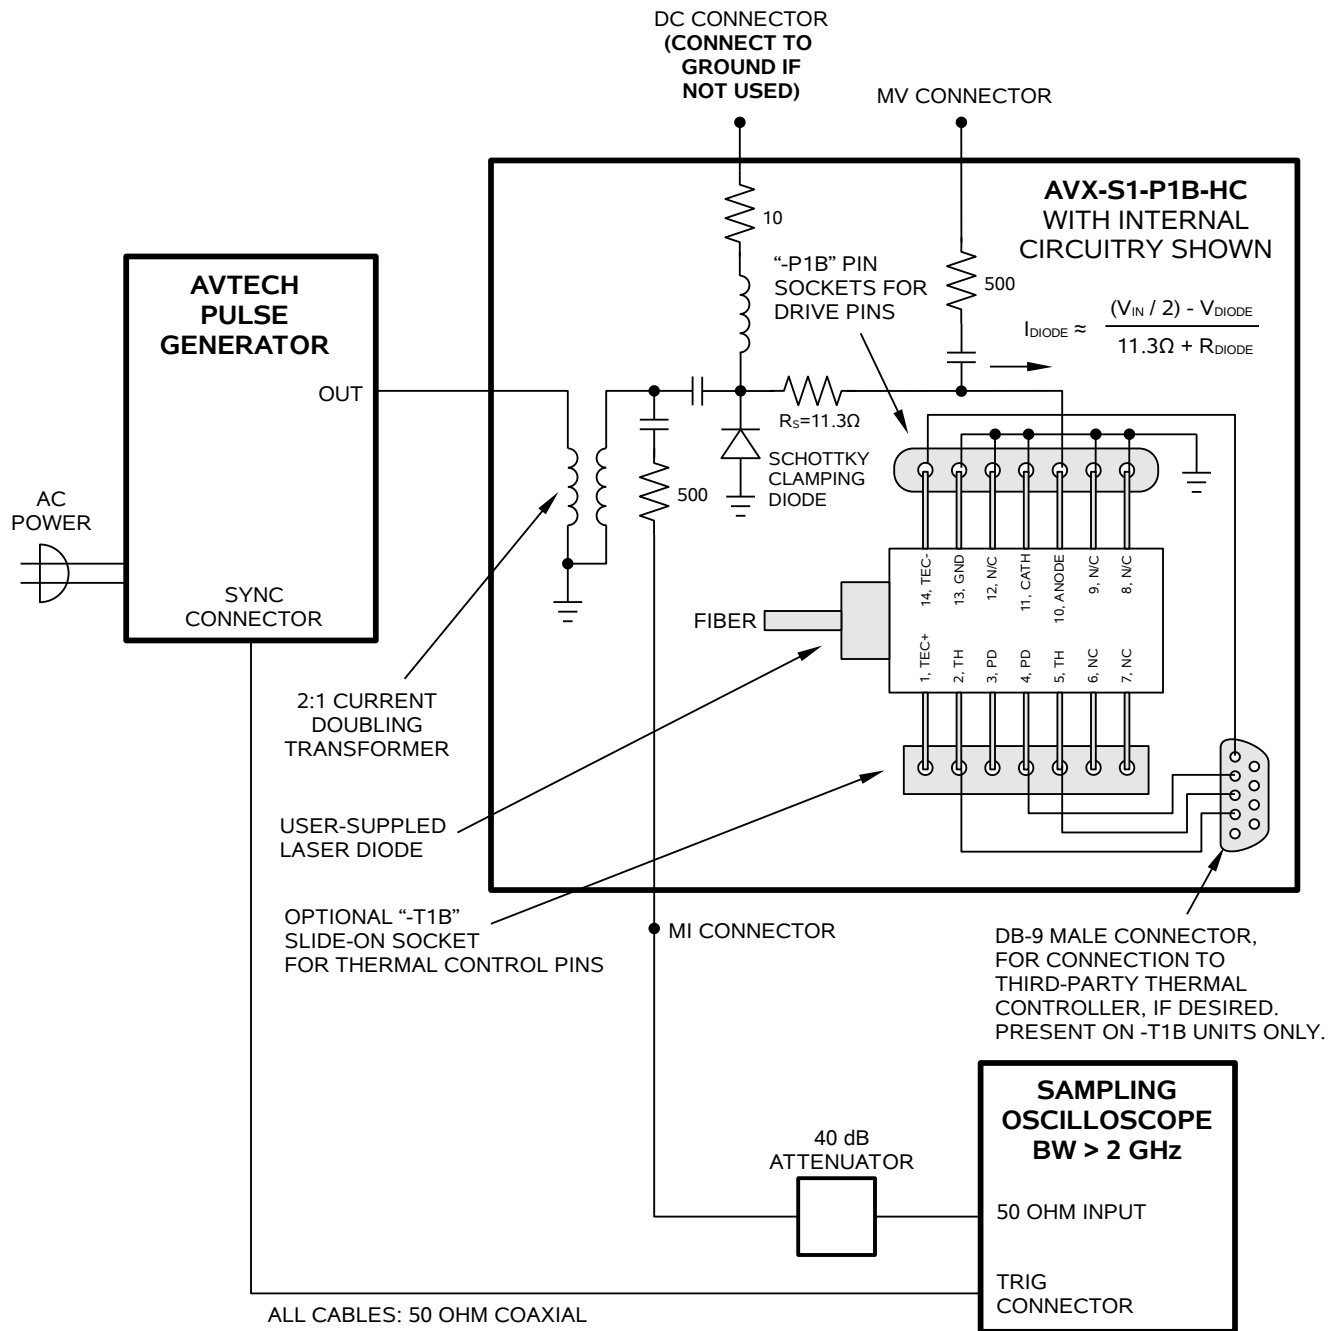 DC CONNECTOR
(CONNECT TO
GROUND IF
NOT USED)
MV CONNECTOR
AVX-S1-P1B-HC
WITH INTERNAL
CIRCUITRY SHOWN
10
500
“-P1B” PIN
SOCKETS FOR
DRIVE PINS
I_DIODE ≈ (V_IN / 2) - V_DIODE
11.3Ω + R_DIODE
AVTECH
PULSE
GENERATOR
OUT
R_S=11.3Ω
SCHOTTKY
CLAMPING
DIODE
500
AC
POWER
SYNC
CONNECTOR
14, TEC-
13, GND
12, N/C
11, CATH
10, ANODE
9, N/C
8, N/C
FIBER
1, TEC+
2, TH
3, PD
4, PD
5, TH
6, NC
7, NC
2:1 CURRENT
DOUBLING
TRANSFORMER
USER-SUPPLED
LASER DIODE
OPTIONAL “-T1B”
SLIDE-ON SOCKET
FOR THERMAL CONTROL PINS
MI CONNECTOR
DB-9 MALE CONNECTOR,
FOR CONNECTION TO
THIRD-PARTY THERMAL
CONTROLLER, IF DESIRED.
PRESENT ON -T1B UNITS ONLY.
SAMPLING
OSCILLOSCOPE
BW > 2 GHz
40 dB
ATTENUATOR
50 OHM INPUT
TRIG
CONNECTOR
ALL CABLES: 50 OHM COAXIAL